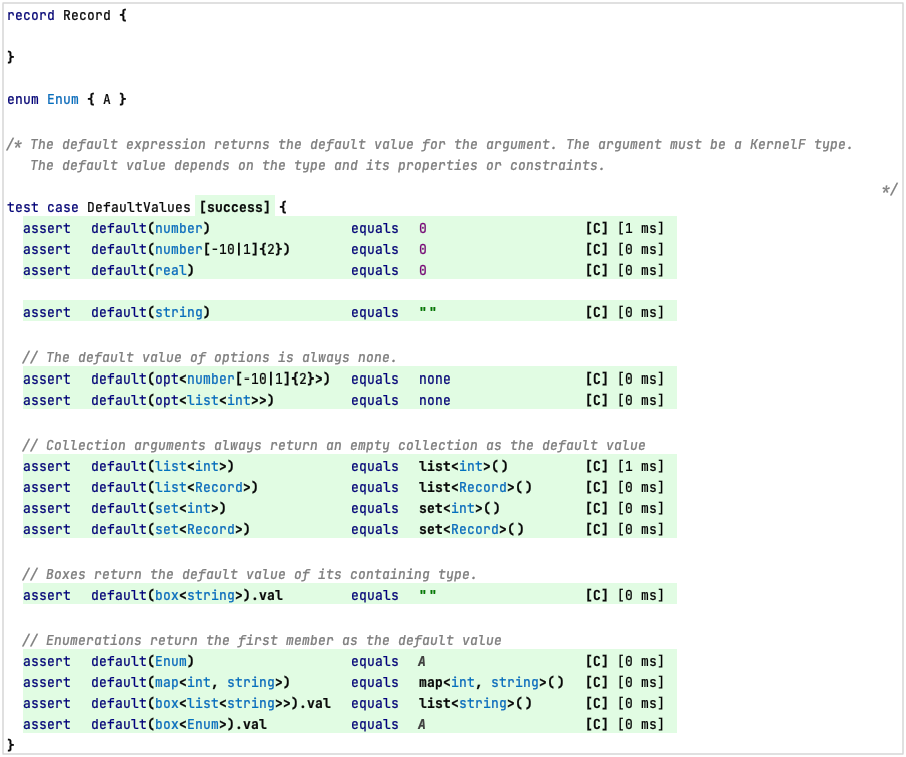 record Record {
}
enum Enum { A }
/* The default expression returns the default value for the argument. The argument must be a KernelF type.
The default value depends on the type and its properties or constraints.
*/
test case DefaultValues [success] {
assert default(number) equals 0 [C] [1 ms]
assert default(number[-10|1]{2}) equals 0 [C] [0 ms]
assert default(real) equals 0 [C] [0 ms]
assert default(string) equals "" [C] [0 ms]
// The default value of options is always none.
assert default(opt<number[-10|1]{2}>) equals none [C] [0 ms]
assert default(opt<list<int>>) equals none [C] [0 ms]
// Collection arguments always return an empty collection as the default value
assert default(list<int>) equals list<int>() [C] [1 ms]
assert default(list<Record>) equals list<Record>() [C] [0 ms]
assert default(set<int>) equals set<int>() [C] [0 ms]
assert default(set<Record>) equals set<Record>() [C] [0 ms]
// Boxes return the default value of its containing type.
assert default(box<string>).val equals "" [C] [0 ms]
// Enumerations return the first member as the default value
assert default(Enum) equals A [C] [0 ms]
assert default(map<int, string>) equals map<int, string>() [C] [0 ms]
assert default(box<list<string>>).val equals list<string>() [C] [0 ms]
assert default(box<Enum>).val equals A [C] [0 ms]
}